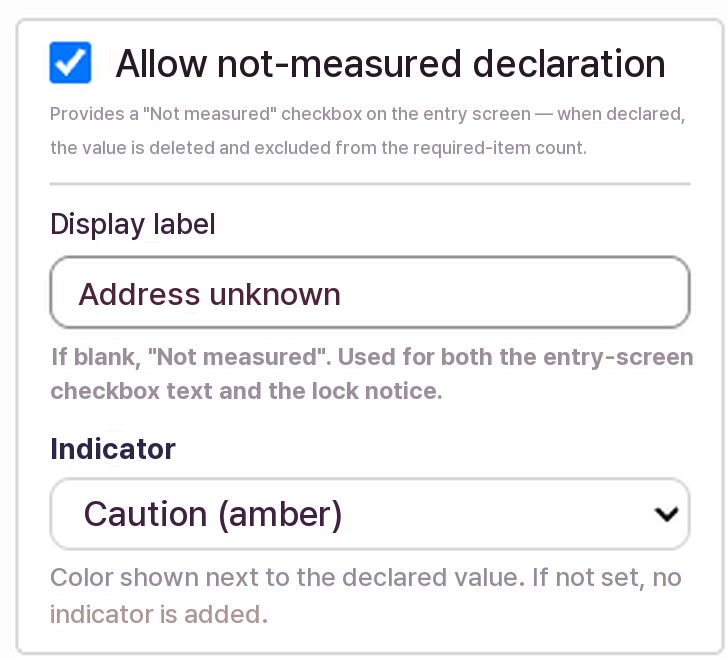 Allow not-measured declaration
Provides a "Not measured" checkbox on the entry screen — when declared,
the value is deleted and excluded from the required-item count.
Display label
Address unknown
If blank, "Not measured". Used for both the entry-screen
checkbox text and the lock notice.
Indicator
Caution (amber)
Color shown next to the declared value. If not set, no
indicator is added.